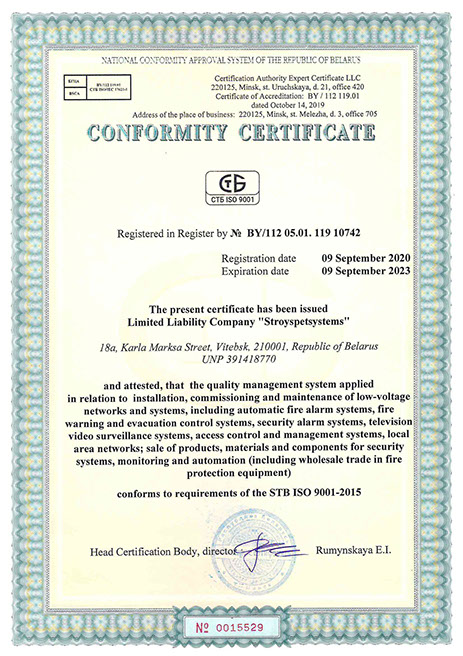 NATIONAL CONFORMITY APPROVAL SYSTEM OF THE REPUBLIC OF BELARUS
Certification Authority Expert Certificate LLC
220125, Minsk, st. Uruchskaya, d. 21, office 420
Certificate of Accreditation: BY / 112 119.01
dated October 14, 2019
Address of the place of business: 220125, Minsk, st. Melezha, d. 3, office 705
CONFORMITY CERTIFICATE
СТБ
СТБ ISO 9001
Registered in Register by № BY/112 05.01. 119 10742
Registration date 09 September 2020
Expiration date 09 September 2023
The present certificate has been issued
Limited Liability Company "Stroyspetsystems"
18a, Karla Marksa Street, Vitebsk, 210001, Republic of Belarus
UNP 391418770
and attested, that the quality management system applied
in relation to installation, commissioning and maintenance of low-voltage
networks and systems, including automatic fire alarm systems, fire
warning and evacuation control systems, security alarm systems, television
video surveillance systems, access control and management systems, local
area networks; sale of products, materials and components for security
systems, monitoring and automation (including wholesale trade in fire
protection equipment)
conforms to requirements of the STB ISO 9001-2015
Head Certification Body, director Rumynskaya E.I.
№ 0015529